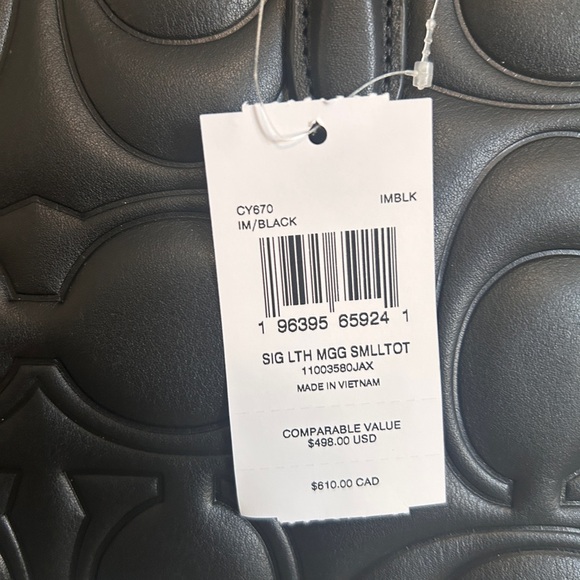 CY670 IMBLK
IM/BLACK
1 96395 65924 1
SIG LTH MGG SMLLTOT
11003580JAX
MADE IN VIETNAM
COMPARABLE VALUE
$498.00 USD
$610.00 CAD